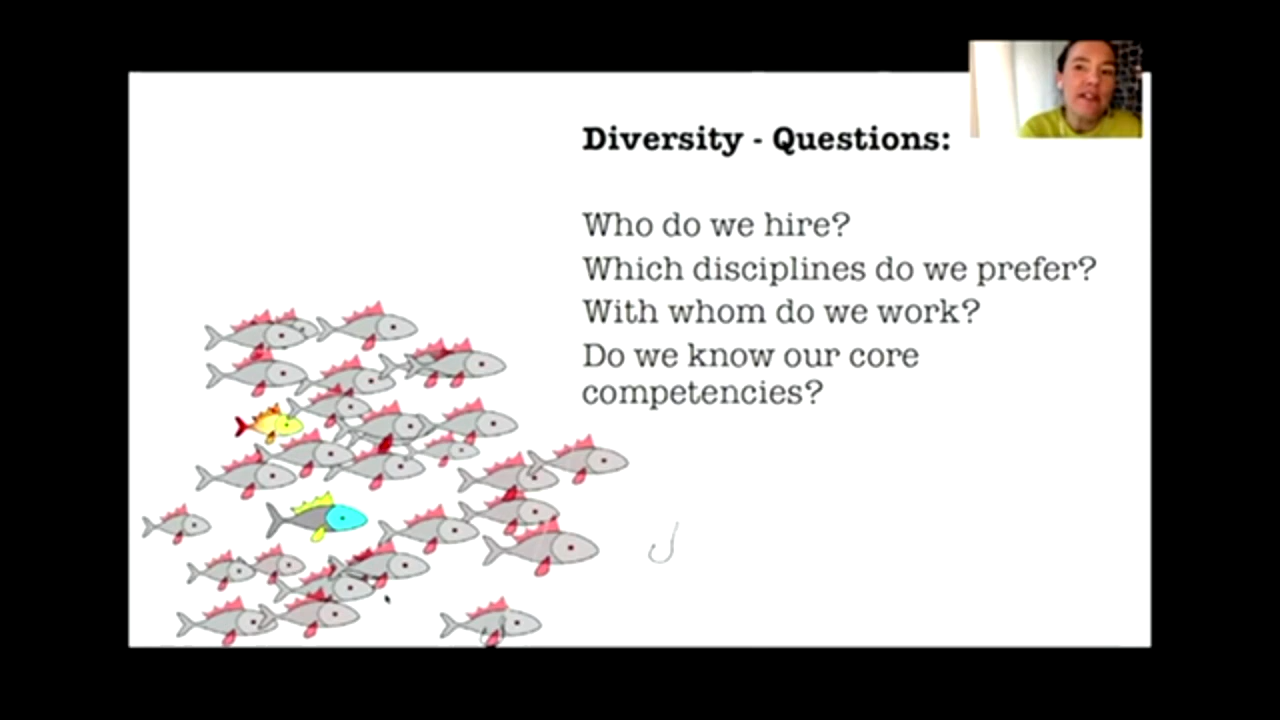 Diversity - Questions:
Who do we hire?
Which disciplines do we prefer?
With whom do we work?
Do we know our core
competencies?